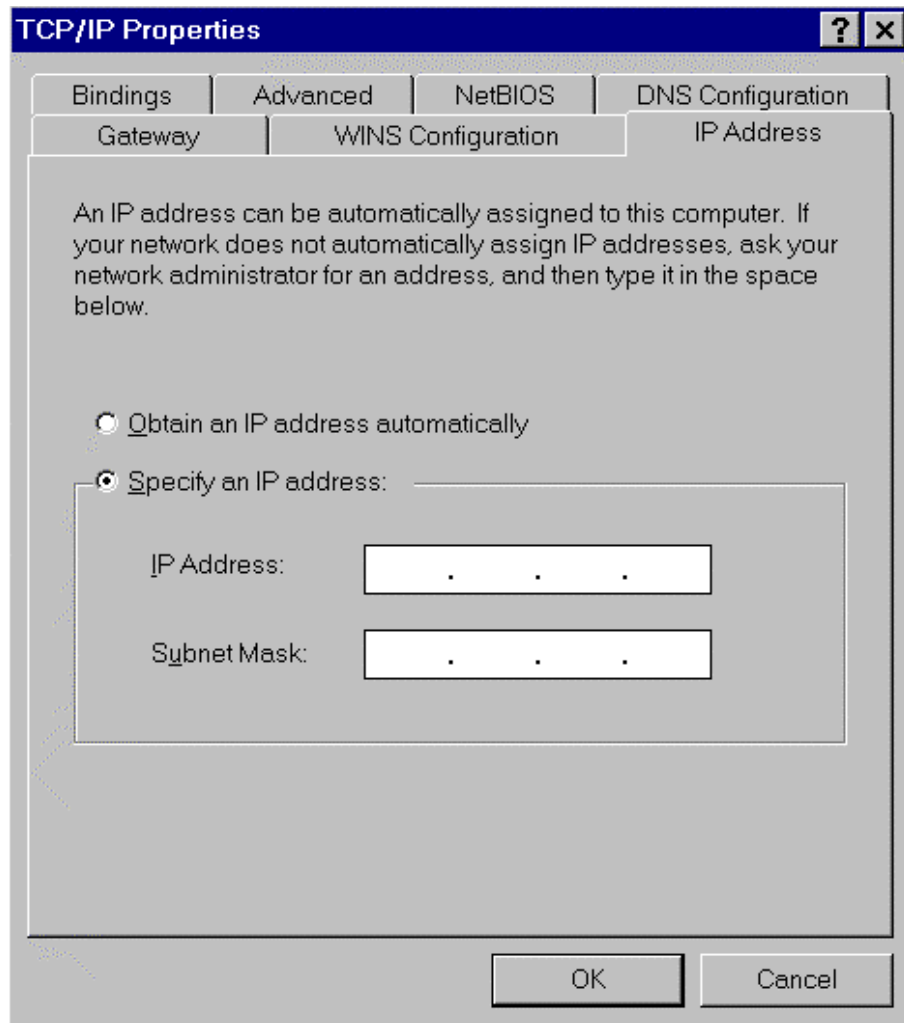 TCP/IP Properties
Bindings
Advanced
NetBIOS
DNS Configuration
Gateway
WINS Configuration
IP Address
An IP address can be automatically assigned to this computer. If
your network does not automatically assign IP addresses, ask your
network administrator for an address, and then type it in the space
below.
Obtain an IP address automatically
Specify an IP address:
IP Address:
. . .
Subnet Mask:
. . .
OK
Cancel